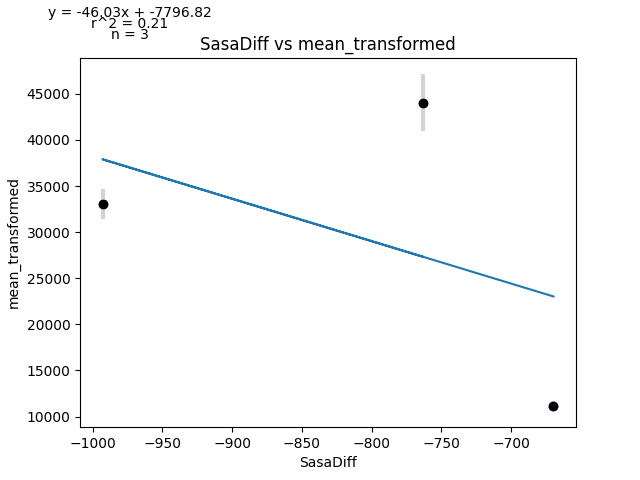 y = -46.03x + -7796.82
r^2 = 0.21
n = 3
SasaDiff vs mean_transformed
45000
40000
35000
30000
25000
20000
15000
10000
mean_transformed
−1000
−950
−900
−850
−800
−750
−700
SasaDiff